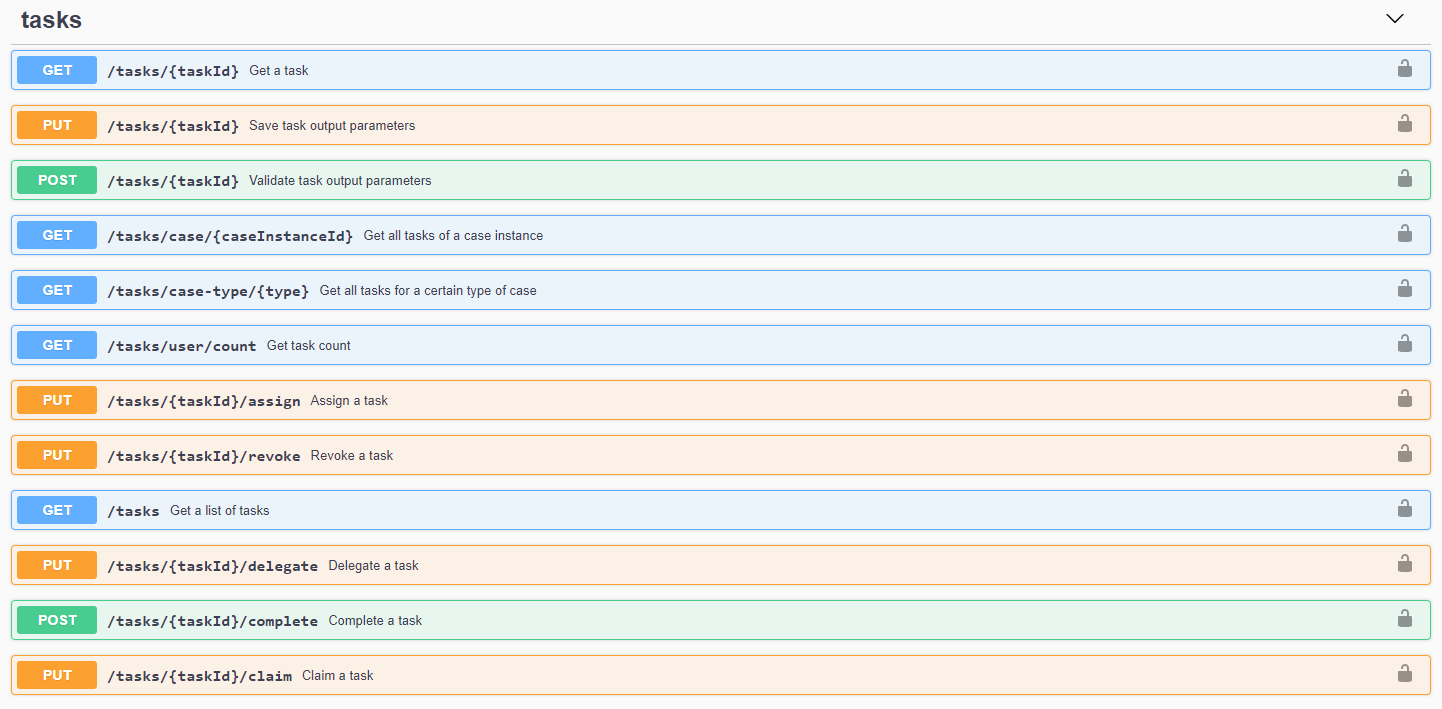 tasks
GET /tasks/{taskId} Get a task
PUT /tasks/{taskId} Save task output parameters
POST /tasks/{taskId} Validate task output parameters
GET /tasks/case/{caseInstanceId} Get all tasks of a case instance
GET /tasks/case-type/{type} Get all tasks for a certain type of case
GET /tasks/user/count Get task count
PUT /tasks/{taskId}/assign Assign a task
PUT /tasks/{taskId}/revoke Revoke a task
GET /tasks Get a list of tasks
PUT /tasks/{taskId}/delegate Delegate a task
POST /tasks/{taskId}/complete Complete a task
PUT /tasks/{taskId}/claim Claim a task